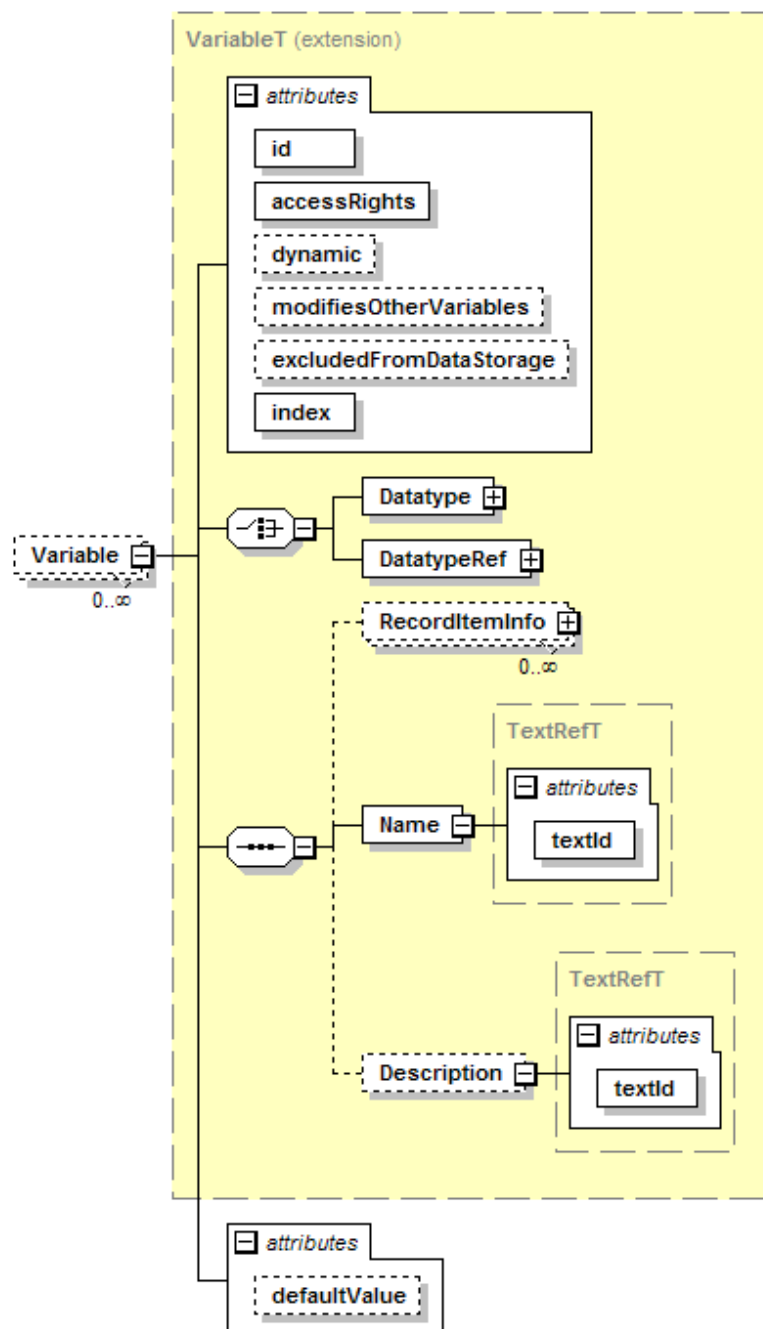 VariableT (extension)
attributes
id
accessRights
dynamic
modifiesOtherVariables
excludedFromDataStorage
index
Variable
0..∞
Datatype
DatatypeRef
RecordItemInfo
0..∞
TextRefT
attributes
Name
textId
TextRefT
attributes
Description
textId
attributes
defaultValue